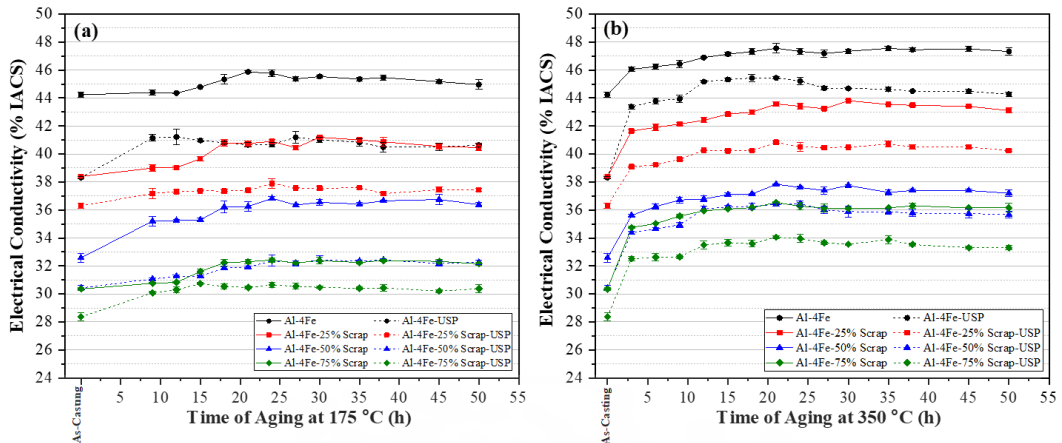 (a)
Electrical Conductivity (% IACS)
50
48
46
44
42
40
38
36
34
32
30
28
26
24
Al-4Fe
Al-4Fe-USP
Al-4Fe-25% Scrap
Al-4Fe-25% Scrap-USP
Al-4Fe-50% Scrap
Al-4Fe-50% Scrap-USP
Al-4Fe-75% Scrap
Al-4Fe-75% Scrap-USP
As-Casting
5 10 15 20 25 30 35 40 45 50 55
Time of Aging at 175 °C (h)
(b)
Electrical Conductivity (% IACS)
50
48
46
44
42
40
38
36
34
32
30
28
26
24
Al-4Fe
Al-4Fe-USP
Al-4Fe-25% Scrap
Al-4Fe-25% Scrap-USP
Al-4Fe-50% Scrap
Al-4Fe-50% Scrap-USP
Al-4Fe-75% Scrap
Al-4Fe-75% Scrap-USP
As-Casting
5 10 15 20 25 30 35 40 45 50 55
Time of Aging at 350 °C (h)